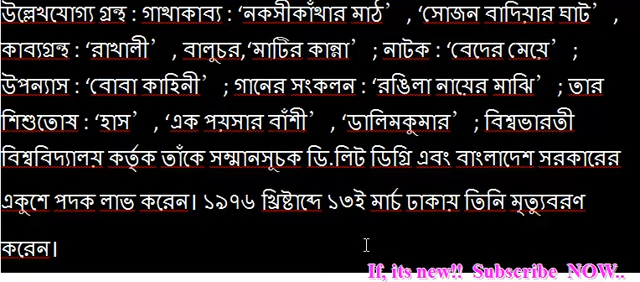 উল্লেখযোগ্য গ্রন্থ : গাথাকাব্য : ‘নকসীকাঁথার মাঠ’ , ‘সোজন বাদিয়ার ঘাট’ ,
কাব্যগ্রন্থ : ‘রাখালী’ , বালুচর,‘মাটির কান্না’ ; নাটক : ‘বেদের মেয়ে’ ;
উপন্যাস : ‘বোবা কাহিনী’ ; গানের সংকলন : ‘রঙিলা নায়ের মাঝি’ ; তার
শিশুতোষ : ‘হাস’ , ‘এক পয়সার বাঁশী’ , ‘ডালিমকুমার’ ; বিশ্বভারতী
বিশ্ববিদ্যালয় কর্তৃক তাঁকে সম্মানসূচক ডি.লিট ডিগ্রি এবং বাংলাদেশ সরকারের
একুশে পদক লাভ করেন। ১৯৭৬ খ্রিষ্টাব্দে ১৩ই মার্চ ঢাকায় তিনি মৃত্যুবরণ
করেন।
If, its new!! Subscribe NOW..